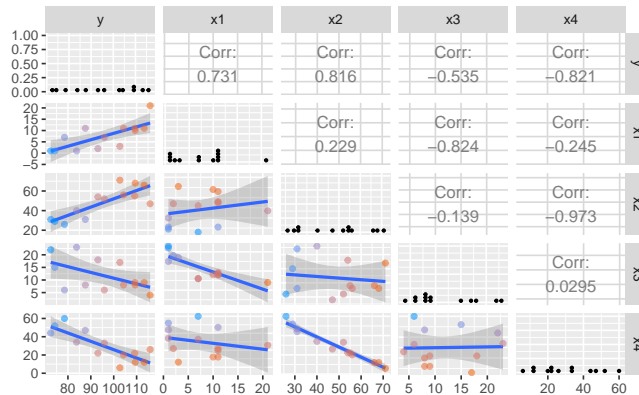 y x1 x2 x3 x4
1.00
0.75
0.50
0.25
0.00
Corr:
0.731
Corr:
0.816
Corr:
−0.535
Corr:
−0.821
y
20
15
10
5
0
−5
Corr:
0.229
Corr:
−0.824
Corr:
−0.245
x1
60
40
20
Corr:
−0.139
Corr:
−0.973
x2
20
15
10
5
Corr:
0.0295
x3
60
40
20
0
x4
80 90 100 110
0 5 10 15 20
30 40 50 60 70
5 10 15 20
20 40 60